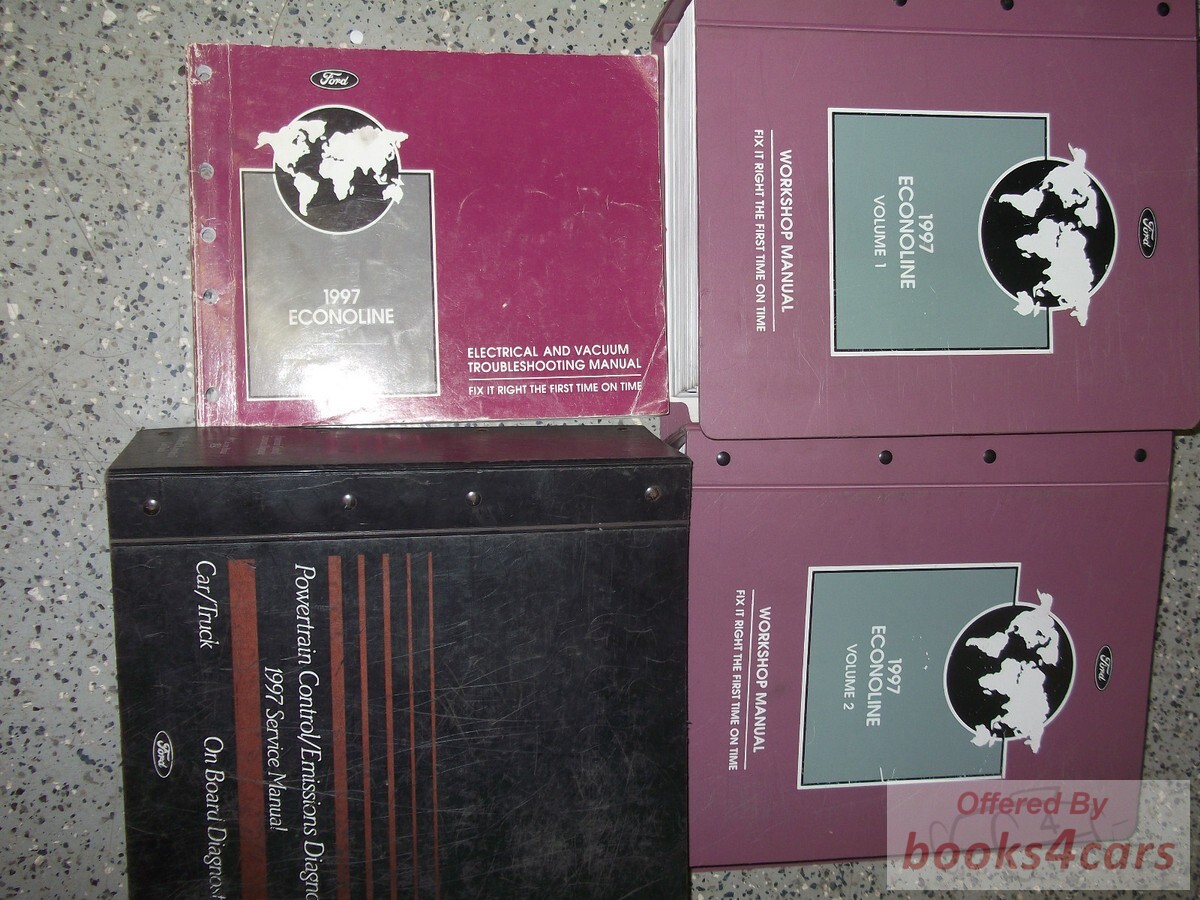 Ford
1997
ECONOLINE
ELECTRICAL AND VACUUM
TROUBLESHOOTING MANUAL
FIX IT RIGHT THE FIRST TIME ON TIME
Ford
1997
ECONOLINE
VOLUME 1
WORKSHOP MANUAL
FIX IT RIGHT THE FIRST TIME ON TIME
Powertrain Control/Emissions Diagno
1997 Service Manual
Car/Truck
On Board Diagnost
Ford
Ford
1997
ECONOLINE
VOLUME 2
WORKSHOP MANUAL
FIX IT RIGHT THE FIRST TIME ON TIME
Offered By
books4cars